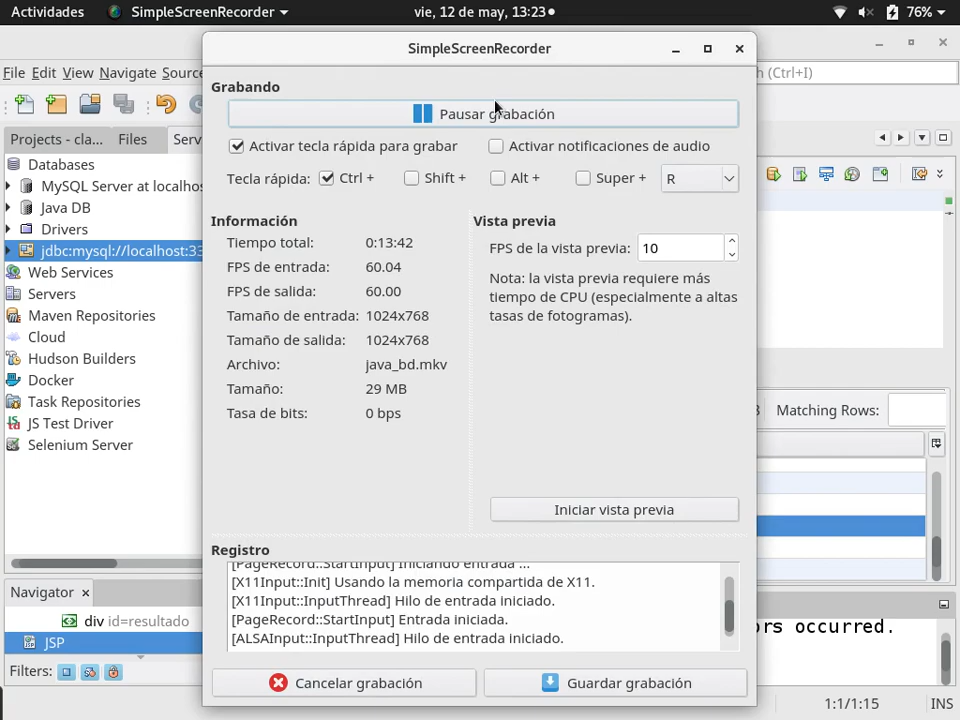 Actividades SimpleScreenRecorder vie, 12 de may, 13:23 76%
SimpleScreenRecorder
File Edit View Navigate Source
(Ctrl+I)
Grabando
Pausar grabación
Activar tecla rápida para grabar Activar notificaciones de audio
Tecla rápida: Ctrl + Shift + Alt + Super + R
Projects - cla... Files Serv
Databases
MySQL Server at localhos
Java DB
Drivers
jdbc:mysql://localhost:33
Web Services
Servers
Maven Repositories
Cloud
Hudson Builders
Docker
Task Repositories
JS Test Driver
Selenium Server
Información
Tiempo total: 0:13:42
FPS de entrada: 60.04
FPS de salida: 60.00
Tamaño de entrada: 1024x768
Tamaño de salida: 1024x768
Archivo: java_bd.mkv
Tamaño: 29 MB
Tasa de bits: 0 bps
Vista previa
FPS de la vista previa: 10
Nota: la vista previa requiere más
tiempo de CPU (especialmente a altas
tasas de fotogramas).
Iniciar vista previa
Matching Rows:
Registro
[PageRecord::StartInput] Iniciando entrada ...
[X11Input::Init] Usando la memoria compartida de X11.
[X11Input::InputThread] Hilo de entrada iniciado.
[PageRecord::StartInput] Entrada iniciada.
[ALSAInput::InputThread] Hilo de entrada iniciado.
Cancelar grabación Guardar grabación
Navigator
div id=resultado
JSP
Filters:
ors occurred.
1:1/1:15 INS